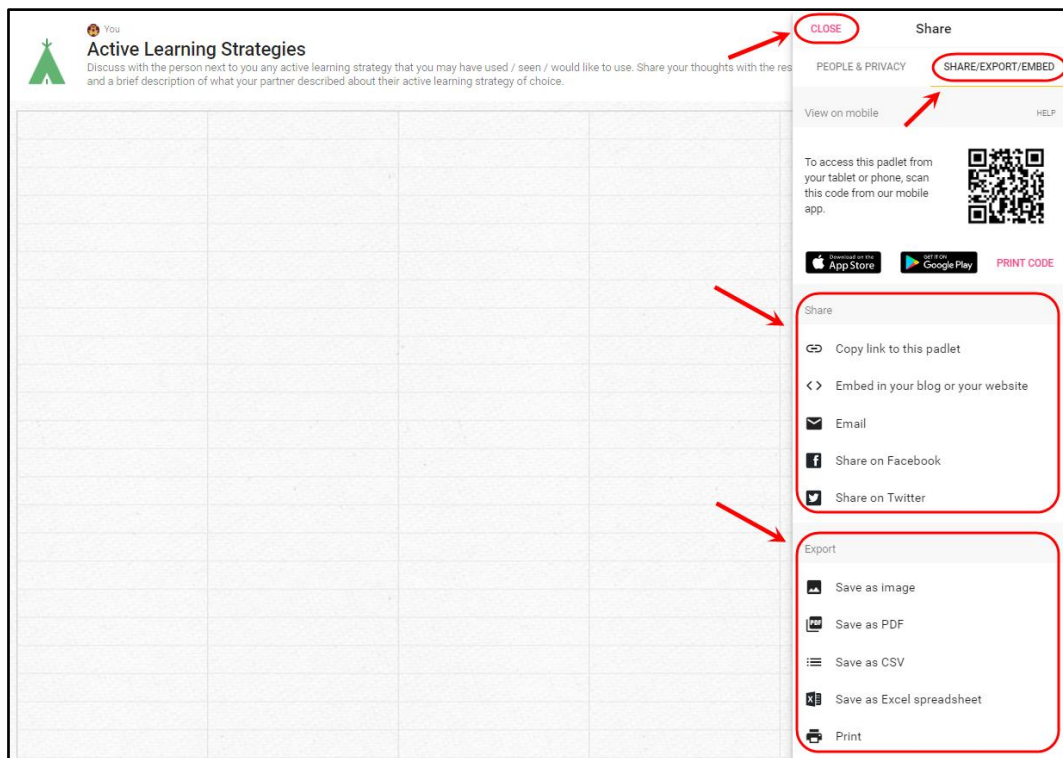 You
Active Learning Strategies
Discuss with the person next to you any active learning strategy that you may have used / seen / would like to use. Share your thoughts with the res
and a brief description of what your partner described about their active learning strategy of choice.
CLOSE
Share
PEOPLE & PRIVACY
SHARE/EXPORT/EMBED
View on mobile
HELP
To access this padlet from
your tablet or phone, scan
this code from our mobile
app.
Download on the
App Store
GET IT ON
Google Play
PRINT CODE
Share
Copy link to this padlet
Embed in your blog or your website
Email
Share on Facebook
Share on Twitter
Export
Save as image
PDF
Save as PDF
Save as CSV
Save as Excel spreadsheet
Print